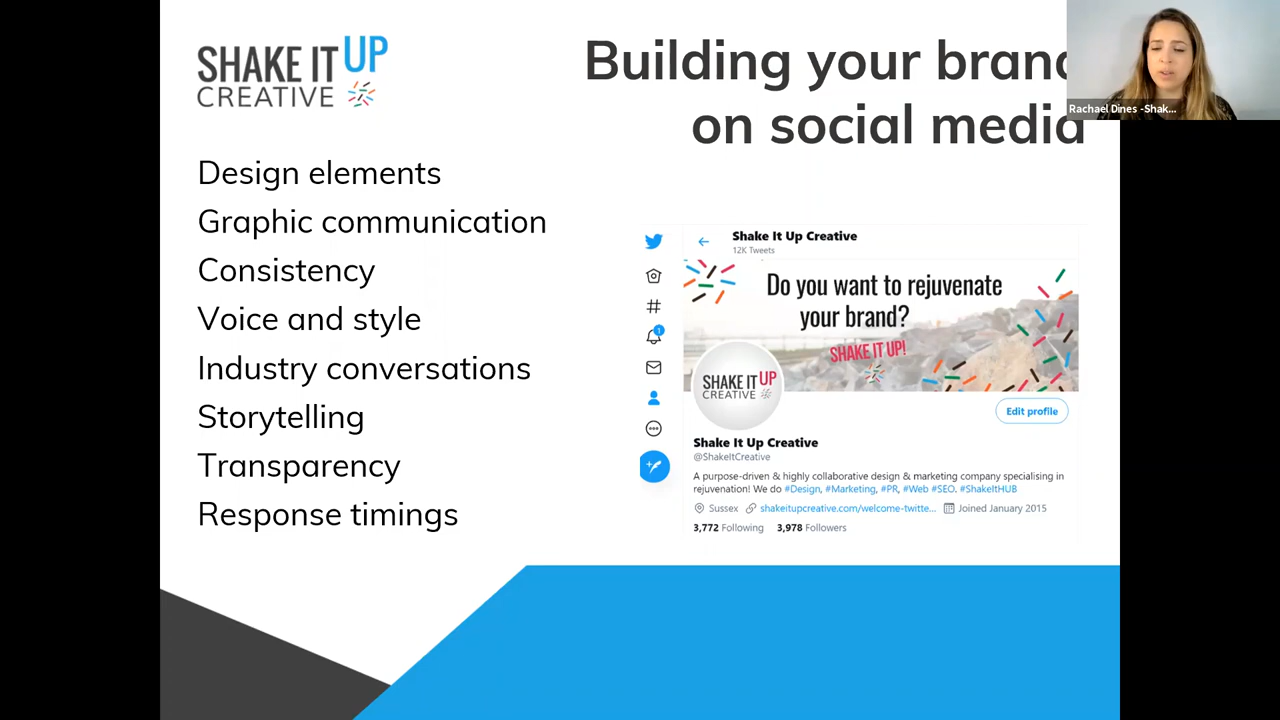 SHAKE IT UP
CREATIVE
Building your brand
on social media
Rachael Dines -Shak...
Design elements
Graphic communication
Consistency
Voice and style
Industry conversations
Storytelling
Transparency
Response timings
Shake It Up Creative
12K Tweets
Do you want to rejuvenate
your brand?
SHAKE IT UP!
1
SHAKE IT UP
CREATIVE
Edit profile
Shake It Up Creative
@ShakeItCreative
A purpose-driven & highly collaborative design & marketing company specialising in
rejuvenation! We do #Design, #Marketing, #PR, #Web #SEO. #ShakeItHUB
Sussex shakeitupcreative.com/welcome-twitte... Joined January 2015
3,772 Following 3,978 Followers